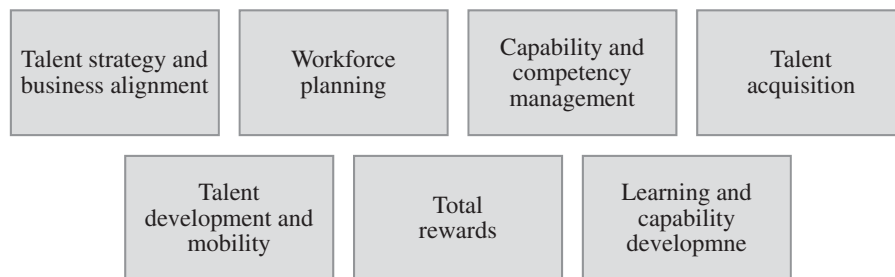 Talent strategy and
business alignment
Workforce
planning
Capability and
competency
management
Talent
acquisition
Talent
development and
mobility
Total
rewards
Learning and
capability
developmne